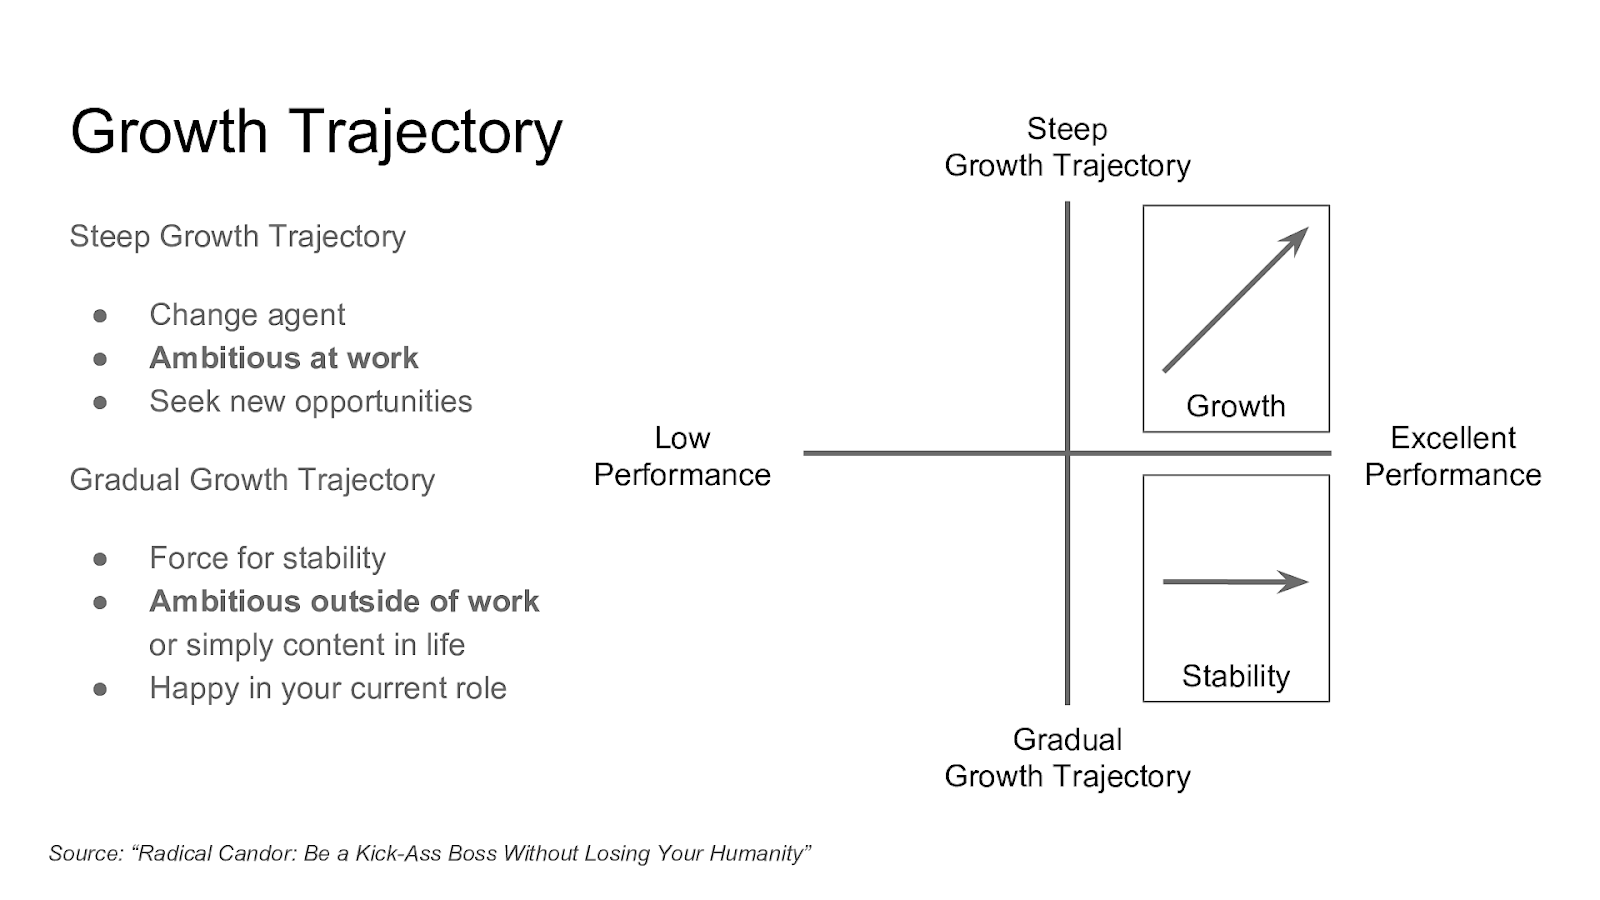 Growth Trajectory
Steep Growth Trajectory
● Change agent
● Ambitious at work
● Seek new opportunities
Gradual Growth Trajectory
● Force for stability
● Ambitious outside of work
or simply content in life
● Happy in your current role
Steep
Growth Trajectory
Growth
Low
Performance
Excellent
Performance
Stability
Gradual
Growth Trajectory
Source: “Radical Candor: Be a Kick-Ass Boss Without Losing Your Humanity”